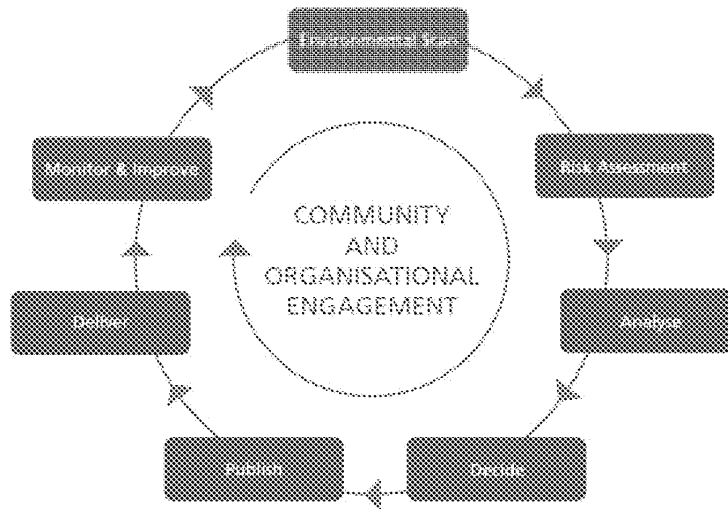 Environmental Scan
Risk Assessment
Analyse
Decide
Publish
Deliver
Monitor & Improve
COMMUNITY
AND
ORGANISATIONAL
ENGAGEMENT